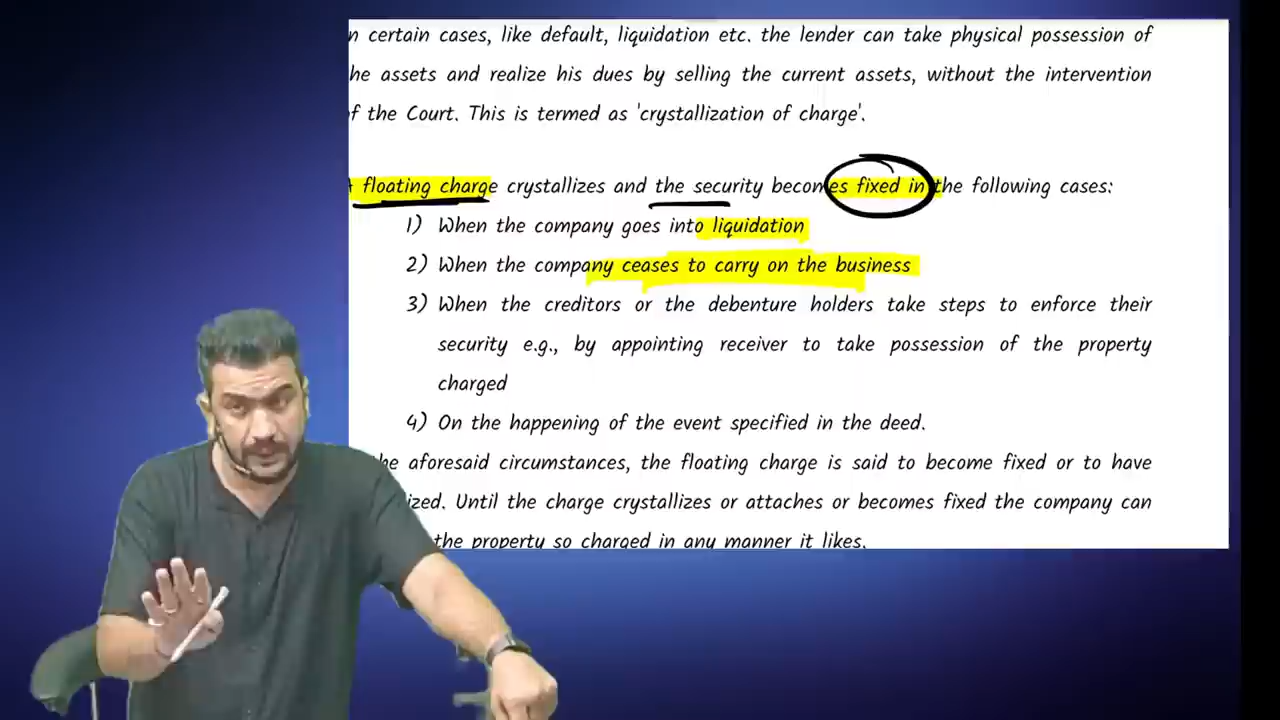 n certain cases, like default, liquidation etc. the lender can take physical possession of
he assets and realize his dues by selling the current assets, without the intervention
f the Court. This is termed as 'crystallization of charge'.
floating charge crystallizes and the security becomes fixed in the following cases:
1) When the company goes into liquidation
2) When the company ceases to carry on the business
3) When the creditors or the debenture holders take steps to enforce their
security e.g., by appointing receiver to take possession of the property
charged
4) On the happening of the event specified in the deed.
he aforesaid circumstances, the floating charge is said to become fixed or to have
ized. Until the charge crystallizes or attaches or becomes fixed the company can
the property so charged in any manner it likes.